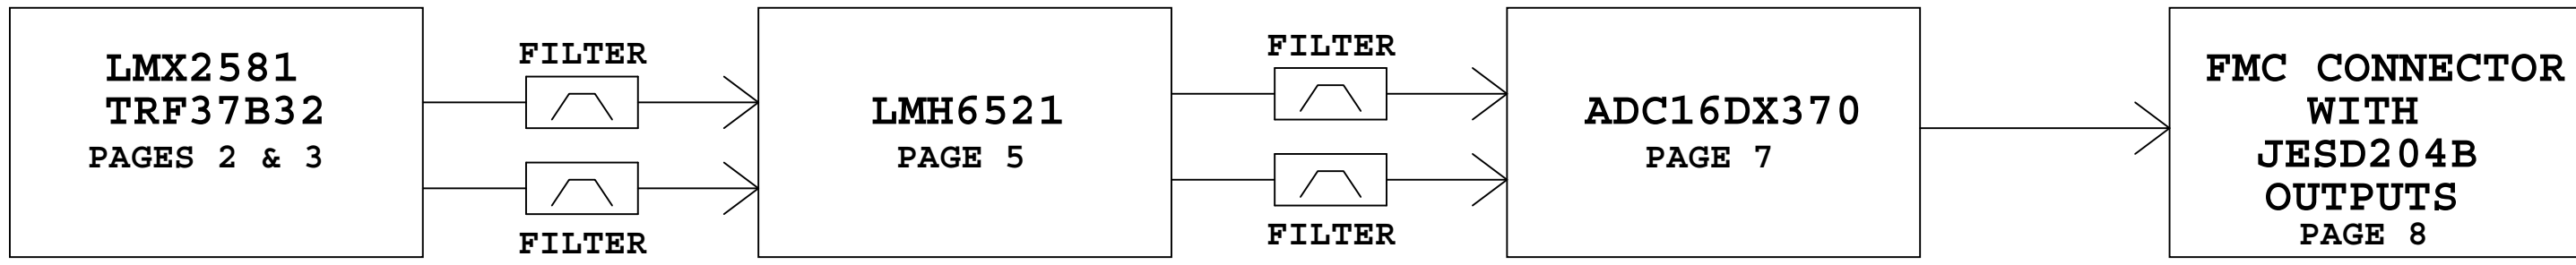 LMX2581
TRF37B32
PAGES 2 & 3
FILTER
FILTER
LMH6521
PAGE 5
FILTER
FILTER
ADC16DX370
PAGE 7
FMC CONNECTOR
WITH
JESD204B
OUTPUTS
PAGE 8